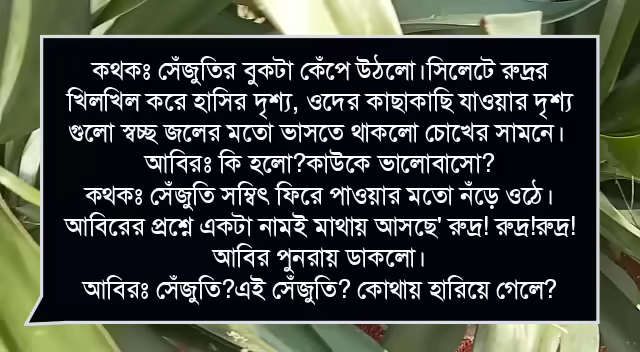 কথকঃ সেঁজুতির বুকটা কেঁপে উঠলো।সিলেটে রুদ্রর
খিলখিল করে হাসির দৃশ্য, ওদের কাছাকাছি যাওয়ার দৃশ্য
গুলো স্বচ্ছ জলের মতো ভাসতে থাকলো চোখের সামনে।
আবিরঃ কি হলো?কাউকে ভালোবাসো?
কথকঃ সেঁজুতি সম্বিৎ ফিরে পাওয়ার মতো নঁড়ে ওঠে।
আবিরের প্রশ্নে একটা নামই মাথায় আসছে' রুদ্র! রুদ্র!রুদ্র!
আবির পুনরায় ডাকলো।
আবিরঃ সেঁজুতি?এই সেঁজুতি? কোথায় হারিয়ে গেলে?